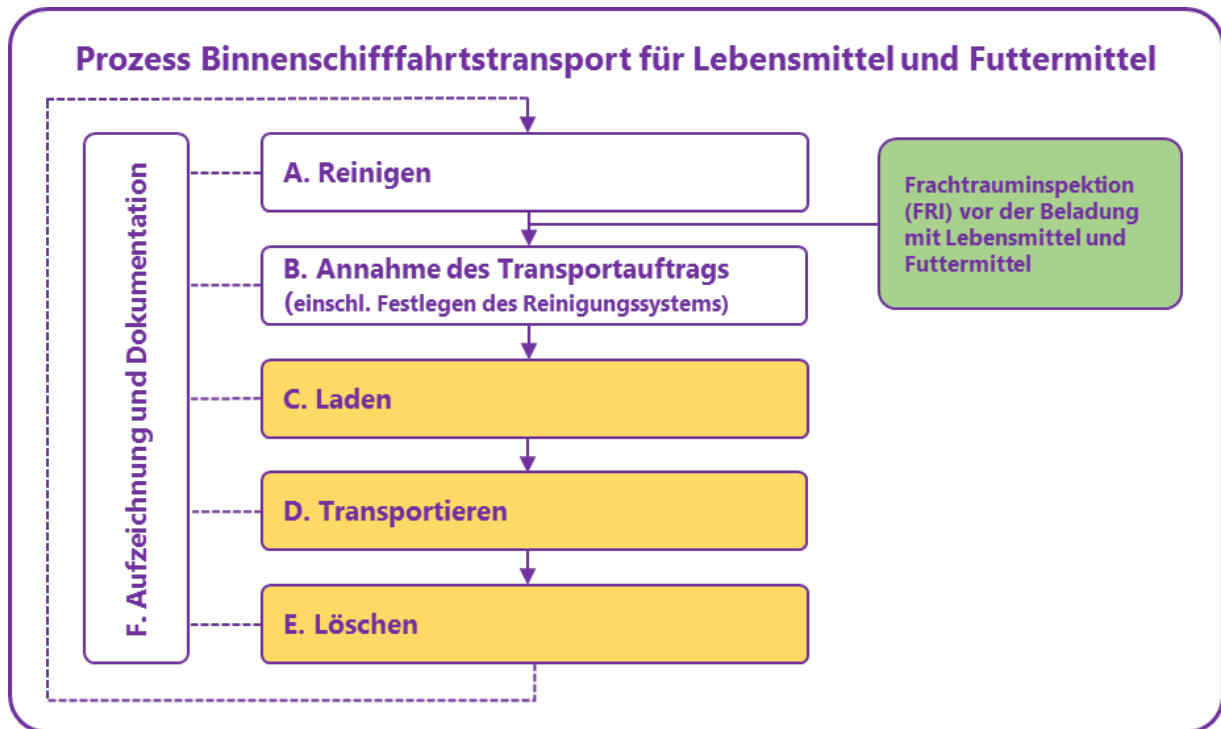 Prozess Binnenschifffahrtstransport für Lebensmittel und Futtermittel
F. Aufzeichnung und Dokumentation
A. Reinigen
Frachtrauminspektion
(FRI) vor der Beladung
mit Lebensmittel und
Futtermittel
B. Annahme des Transportauftrags
(einschl. Festlegen des Reinigungssystems)
C. Laden
D. Transportieren
E. Löschen